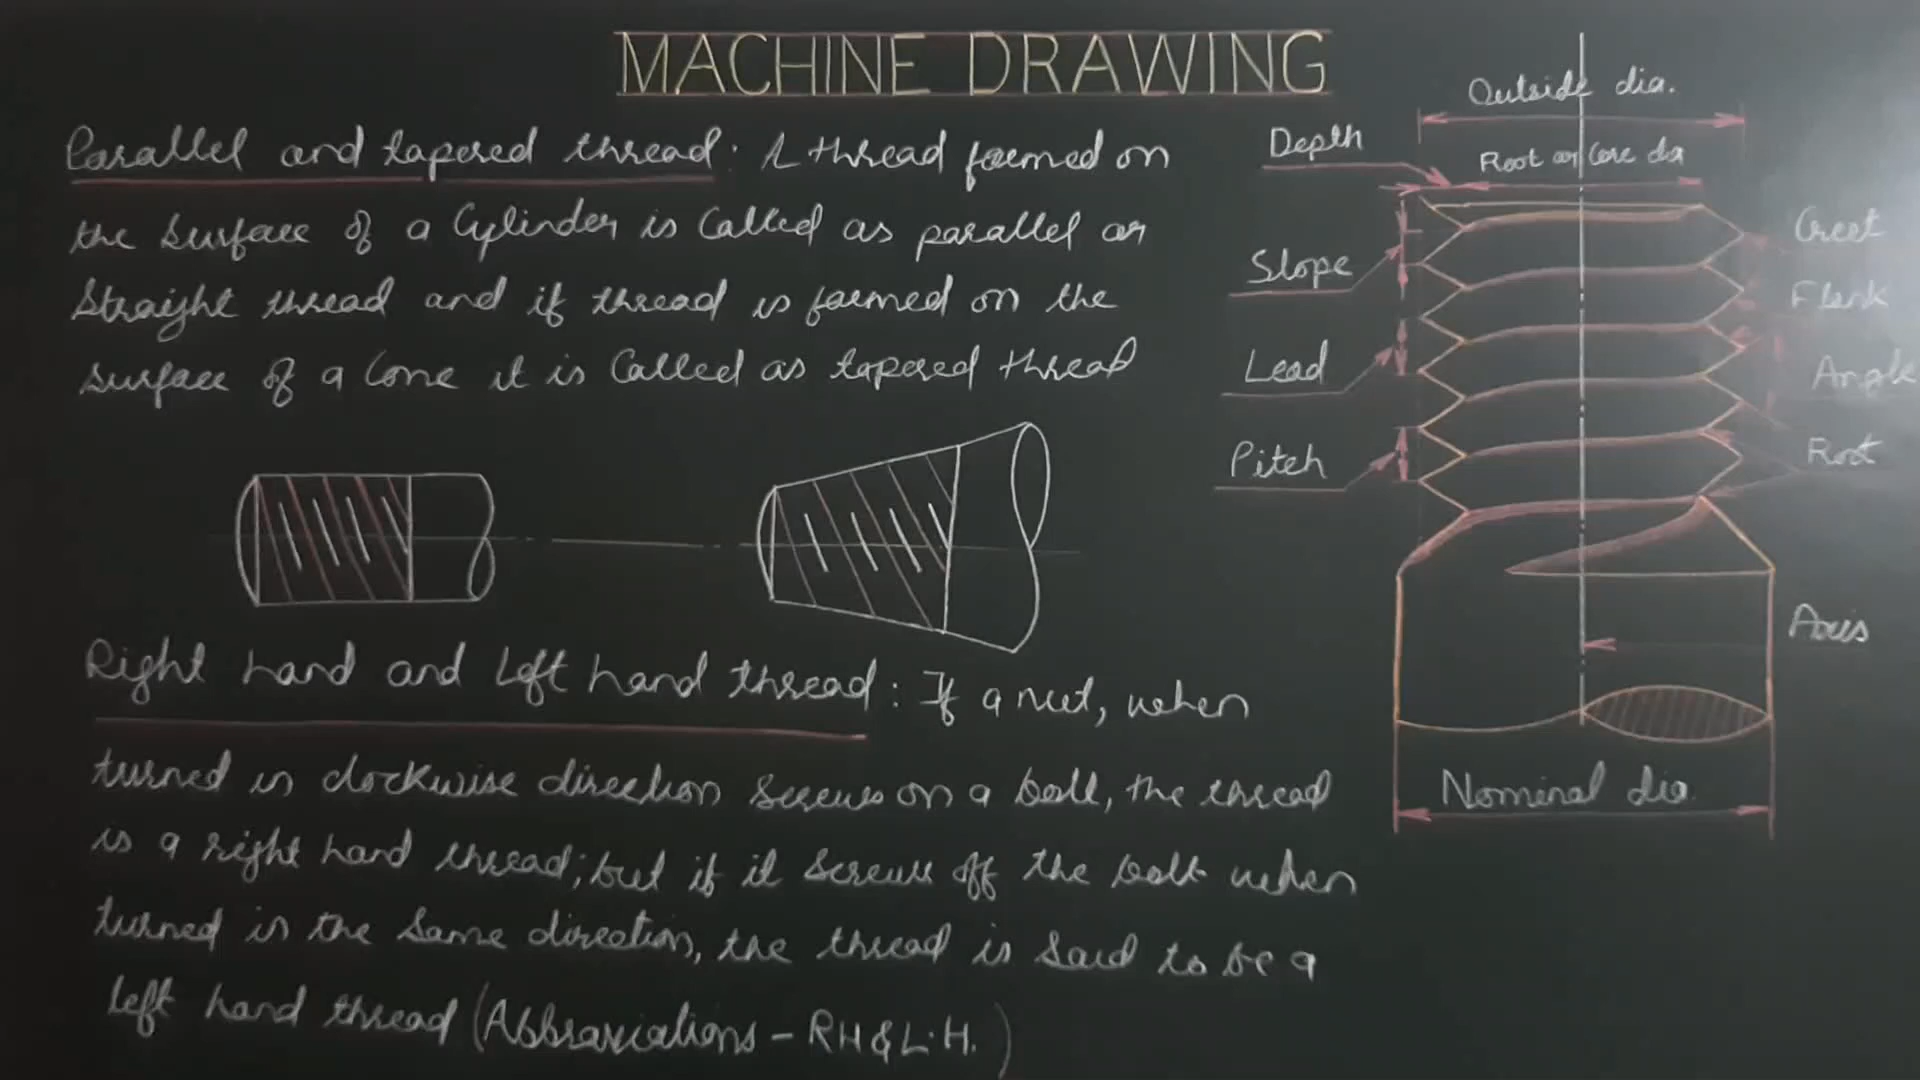 MACHINE DRAWING
Parallel and tapered thread: A thread formed on
the surface of a Cylinder is Called as parallel or
Straight thread and if thread is formed on the
surface of a Cone it is Called as tapered thread
Right hand and Left hand thread: If a nut, when
turned in clockwise direction screws on a bolt, the thread
is a right hand thread; but if it screws off the bolt when
turned in the same direction, the thread is said to be a
Left hand thread (Abbraviations - RH & L.H.)
Outside dia.
Depth
Root or Core dia
Crest
Slope
Flank
Lead
Angle
Pitch
Root
Axis
Nominal dia.